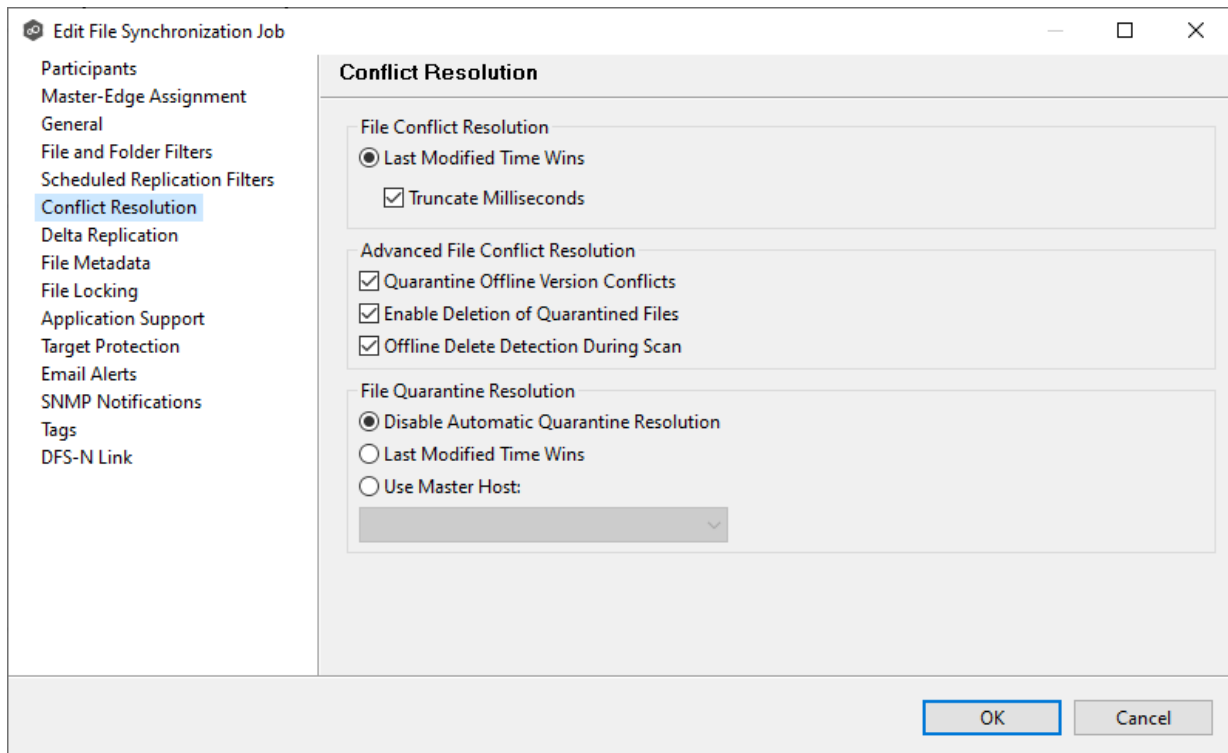 Edit File Synchronization Job
Participants
Master-Edge Assignment
General
File and Folder Filters
Scheduled Replication Filters
Conflict Resolution
Delta Replication
File Metadata
File Locking
Application Support
Target Protection
Email Alerts
SNMP Notifications
Tags
DFS-N Link
Conflict Resolution
File Conflict Resolution
Last Modified Time Wins
Truncate Milliseconds
Advanced File Conflict Resolution
Quarantine Offline Version Conflicts
Enable Deletion of Quarantined Files
Offline Delete Detection During Scan
File Quarantine Resolution
Disable Automatic Quarantine Resolution
Last Modified Time Wins
Use Master Host:
OK
Cancel